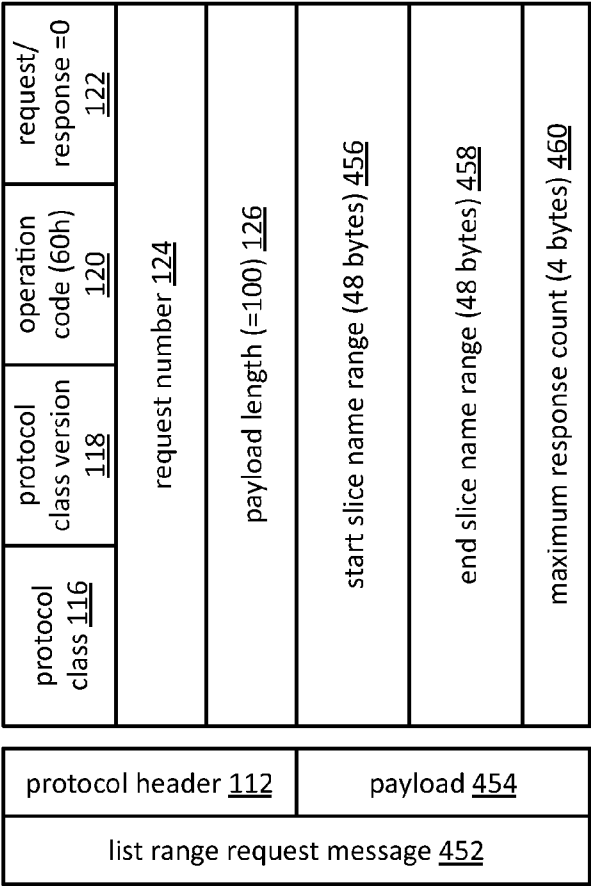 protocol
class 116
protocol
class version
118
operation
code (60h)
120
request/
response =0
122
request number 124
payload length (=100) 126
start slice name range (48 bytes) 456
end slice name range (48 bytes) 458
maximum response count (4 bytes) 460
protocol header 112
payload 454
list range request message 452